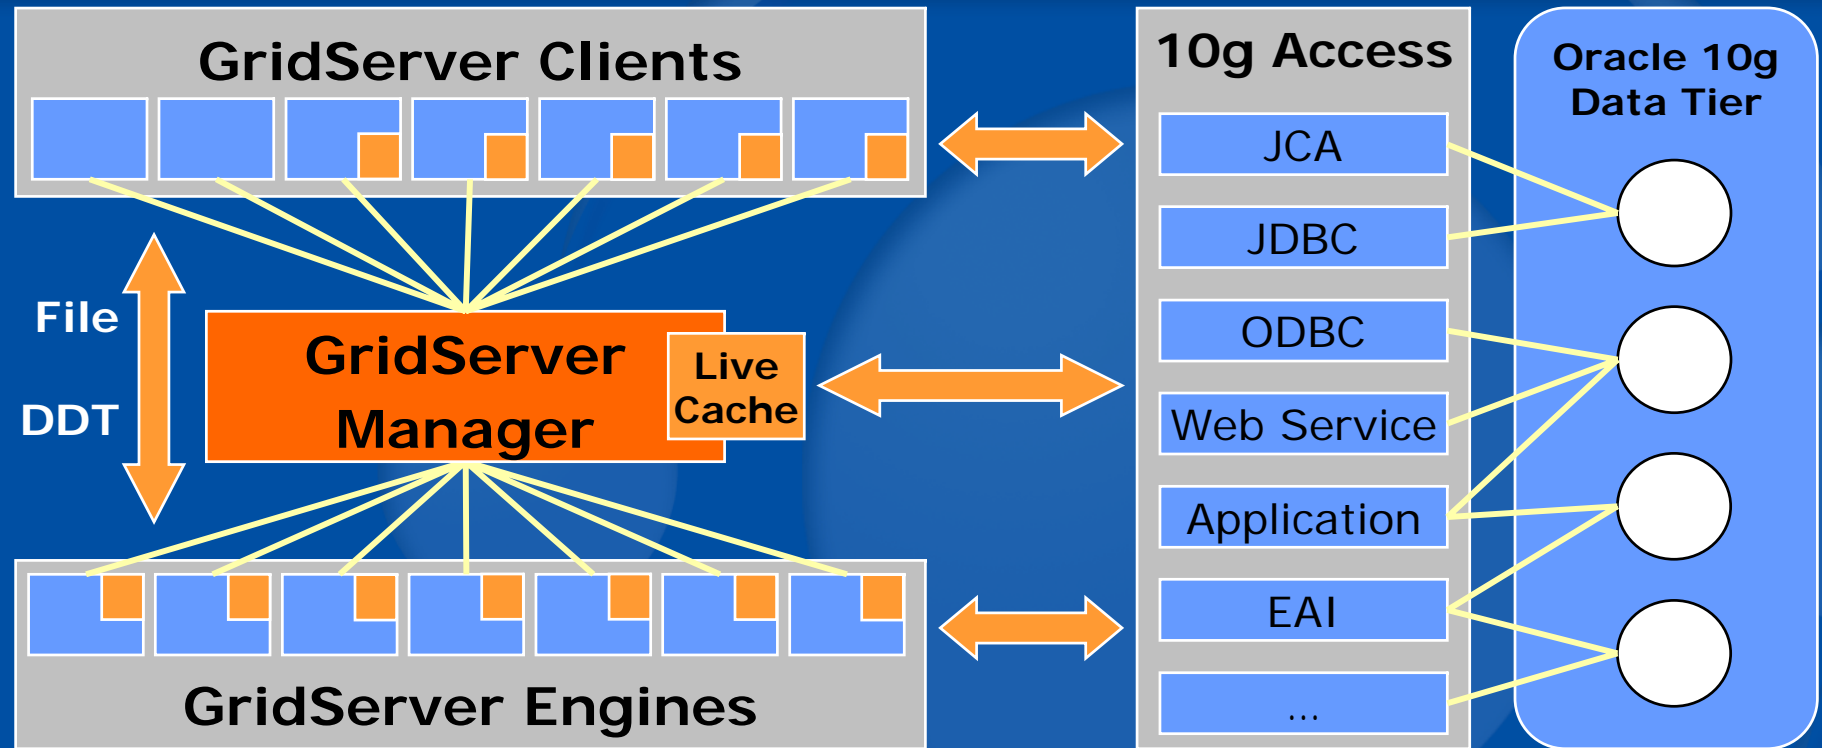 GridServer Clients
File
DDT
GridServer
Manager
Live
Cache
GridServer Engines
10g Access
JCA
JDBC
ODBC
Web Service
Application
EAI
...
Oracle 10g
Data Tier